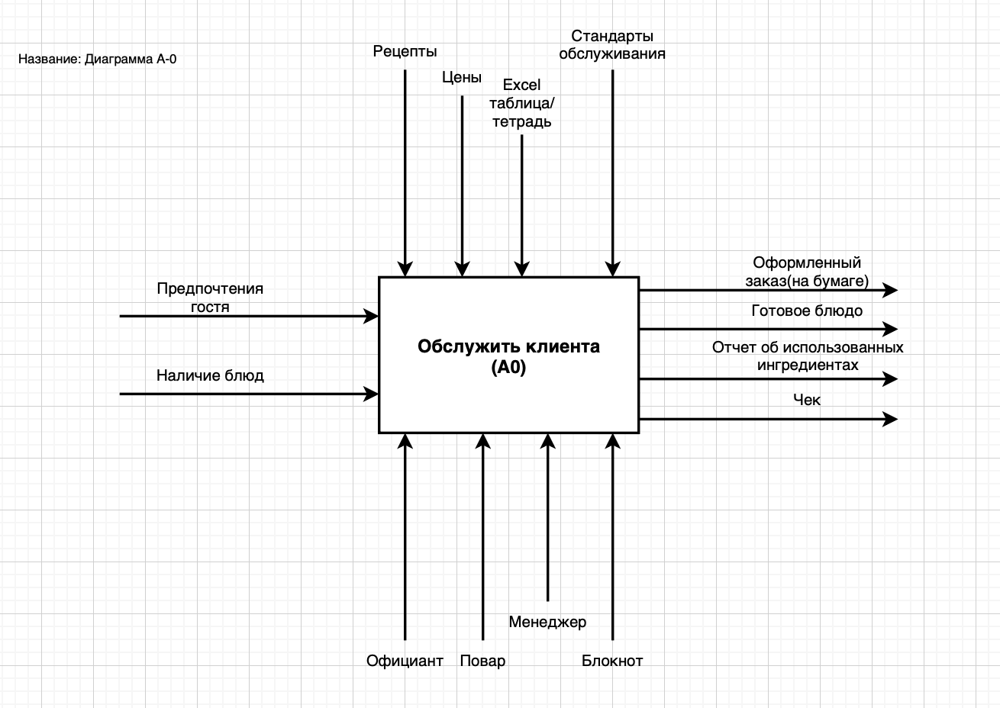 Название: Диаграмма А-0
Рецепты
Цены
Excel
таблица/
тетрадь
Стандарты
обслуживания
Предпочтения
гостя
Наличие блюд
Обслужить клиента
(А0)
Оформленный
заказ(на бумаге)
Готовое блюдо
Отчет об использованных
ингредиентах
Чек
Официант
Повар
Менеджер
Блокнот